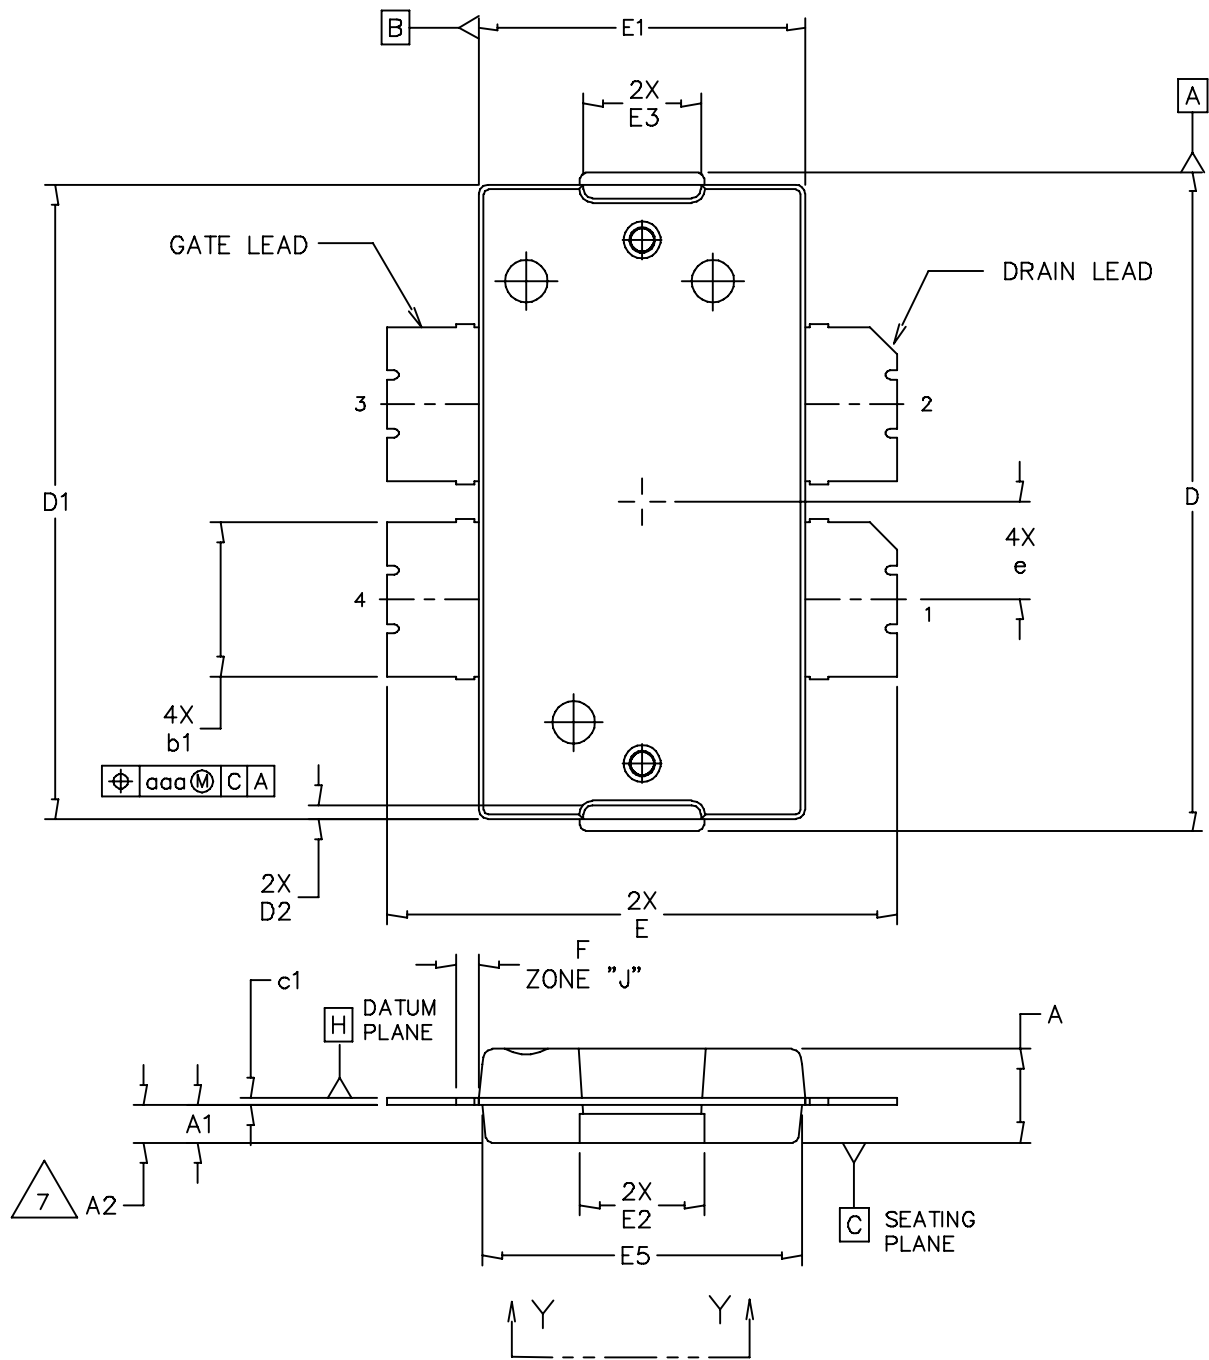 B
E1
2X
E3
A
GATE LEAD
DRAIN LEAD
3
2
D1
D
4X
e
4
1
4X
b1
⌖ aaa Ⓜ C A
2X
D2
2X
E
F
ZONE "J"
c1
H
DATUM
PLANE
A
A1
7
A2
2X
E2
C
SEATING
PLANE
E5
Y
Y